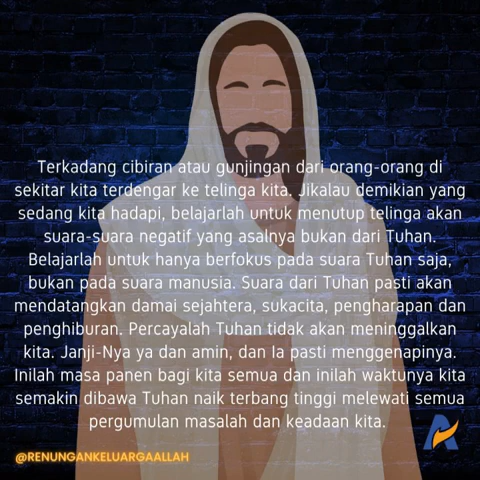 Terkadang cibiran atau gunjingan dari orang-orang di
sekitar kita terdengar ke telinga kita. Jikalau demikian yang
sedang kita hadapi, belajarlah untuk menutup telinga akan
suara-suara negatif yang asalnya bukan dari Tuhan.
Belajarlah untuk hanya berfokus pada suara Tuhan saja,
bukan pada suara manusia. Suara dari Tuhan pasti akan
mendatangkan damai sejahtera, sukacita, pengharapan dan
penghiburan. Percayalah Tuhan tidak akan meninggalkan
kita. Janji-Nya ya dan amin, dan Ia pasti menggenapinya.
Inilah masa panen bagi kita semua dan inilah waktunya kita
semakin dibawa Tuhan naik terbang tinggi melewati semua
pergumulan masalah dan keadaan kita.
@RENUNGANKELUARGAALLAH